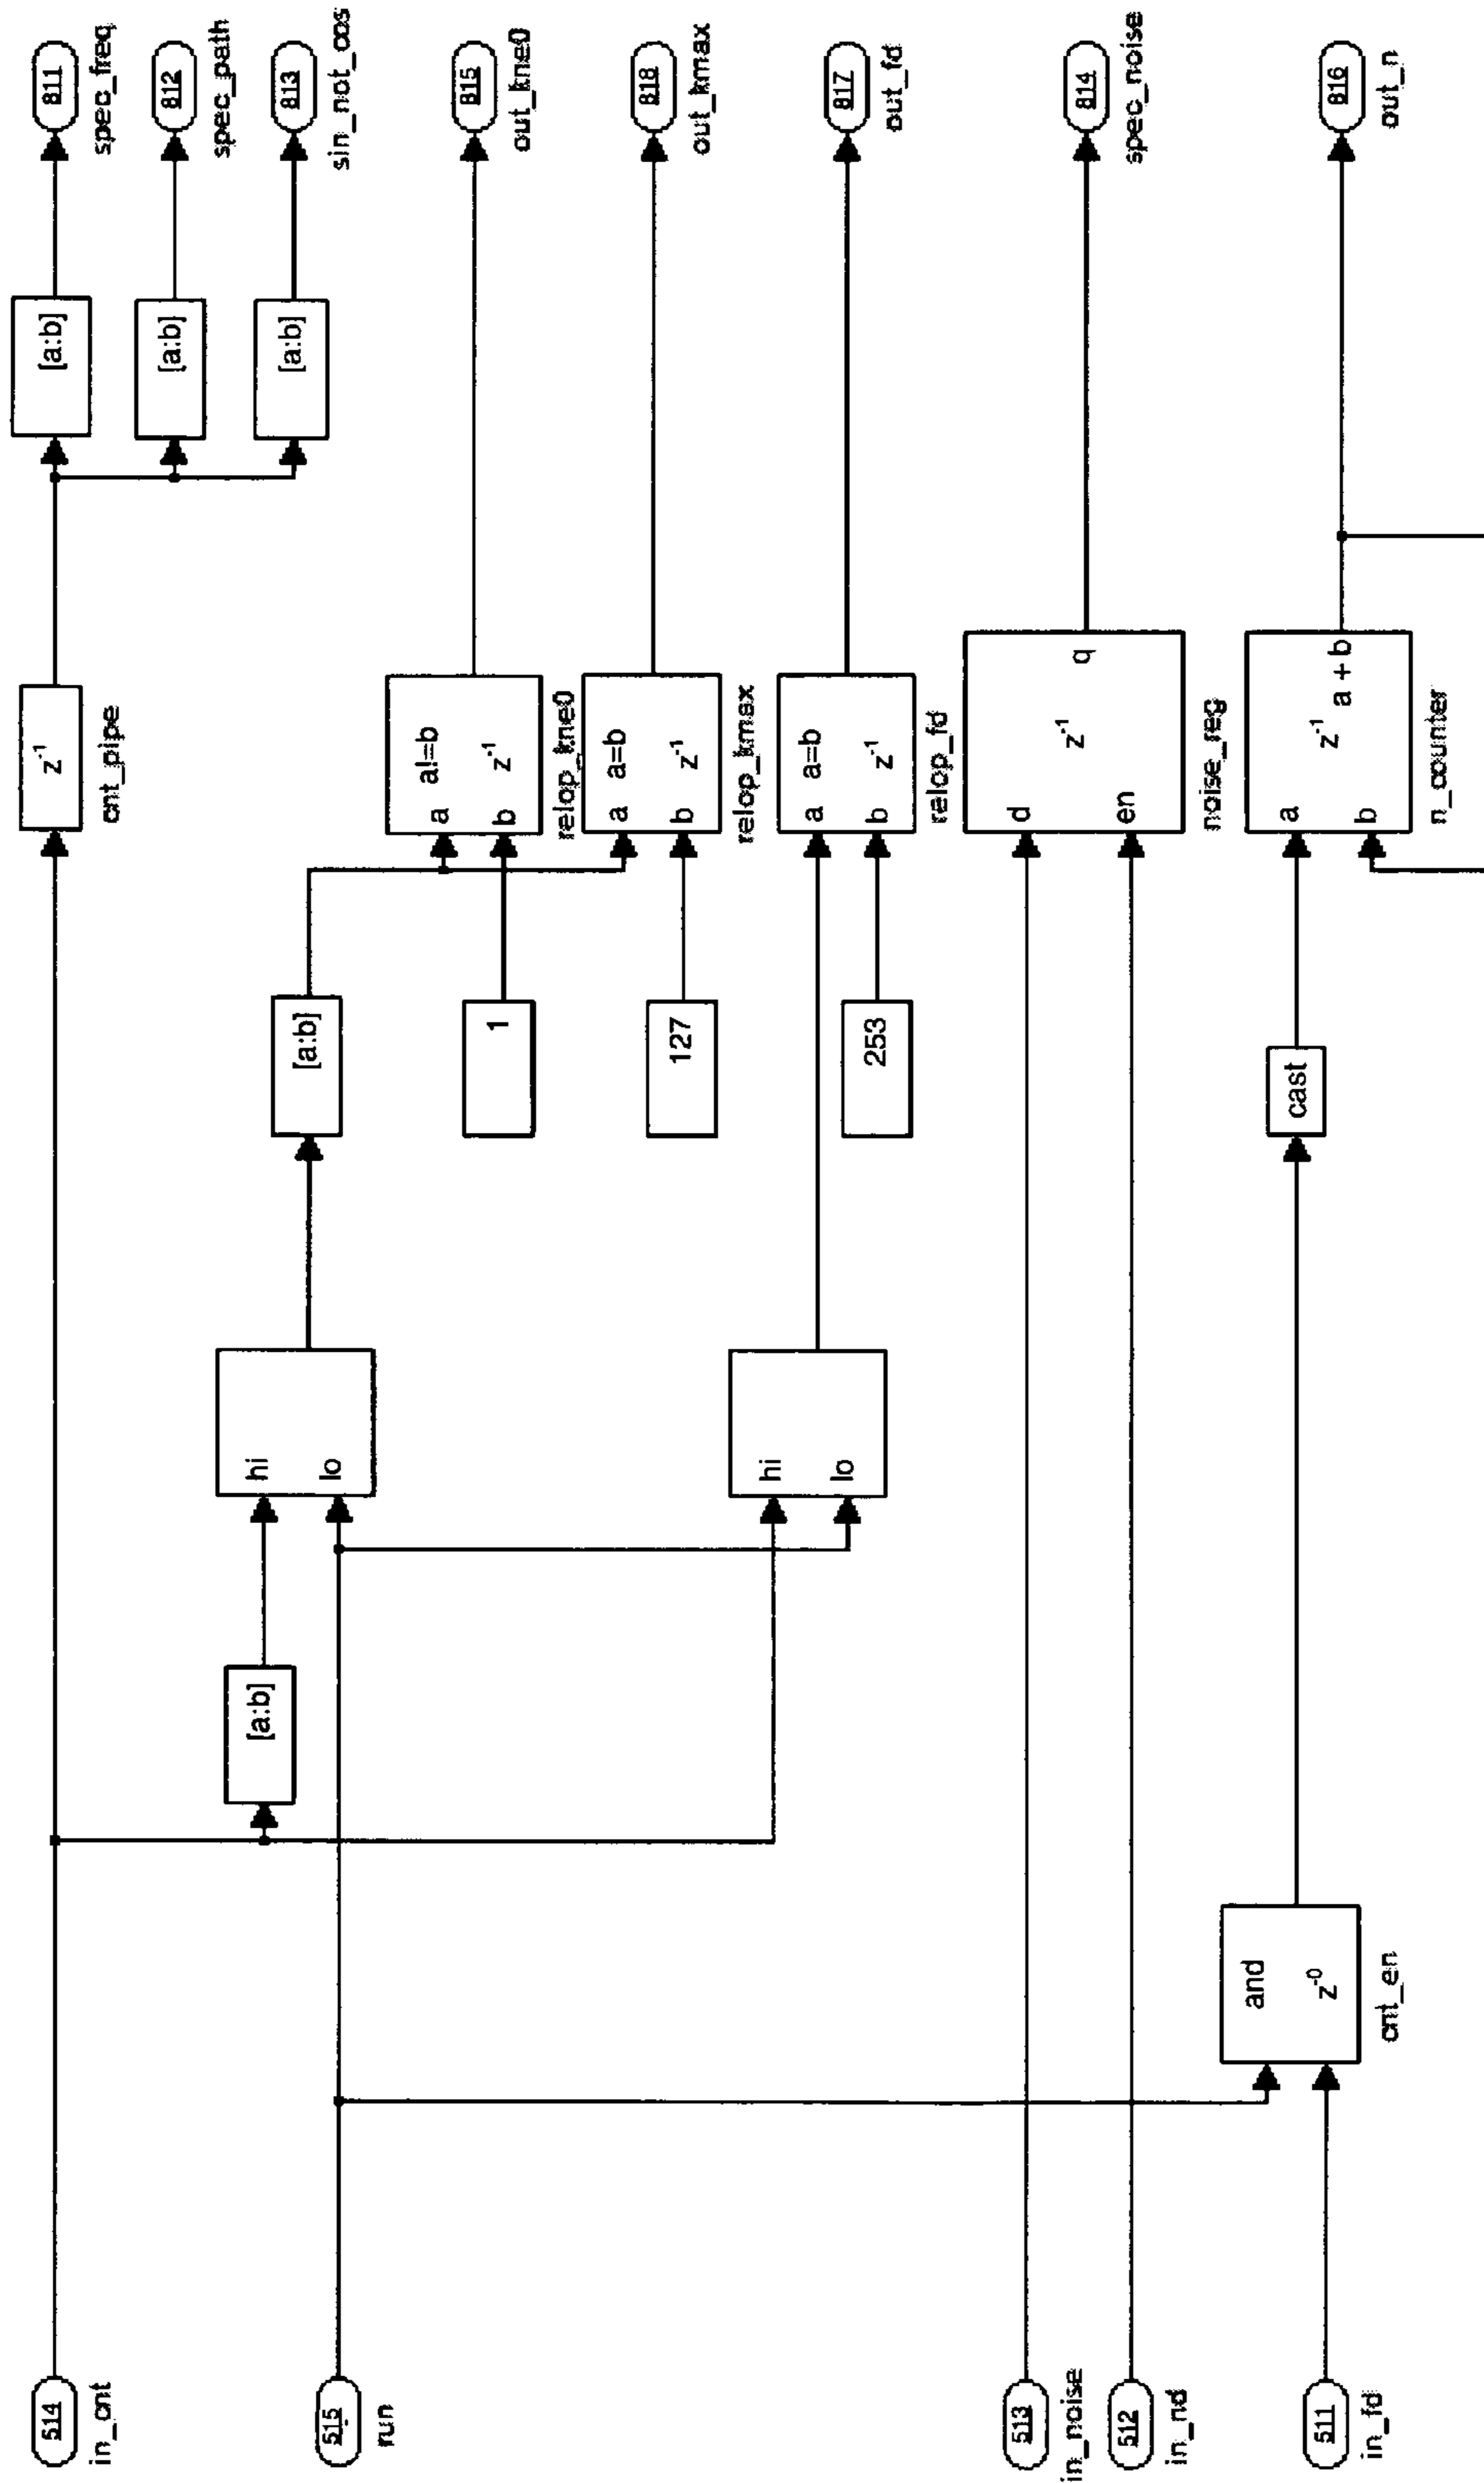 514
in_cnt
z-1
cnt_pipe
[a:b]
811
spec_freq
[a:b]
812
spec_path
[a:b]
813
sin_not_cos
515
run
[a:b]
hi
lo
[a:b]
1
a!=b
a
b
z-1
relop_kne0
815
out_kne0
127
a=b
a
b
z-1
relop_kmax
818
out_kmax
hi
lo
253
a=b
a
b
z-1
relop_fd
817
out_fd
513
in_noise
512
in_nd
d
en
z-1
q
noise_reg
814
spec_noise
511
in_fd
and
z-0
cnt_en
cast
a
b
z-1
a + b
n_counter
816
out_n